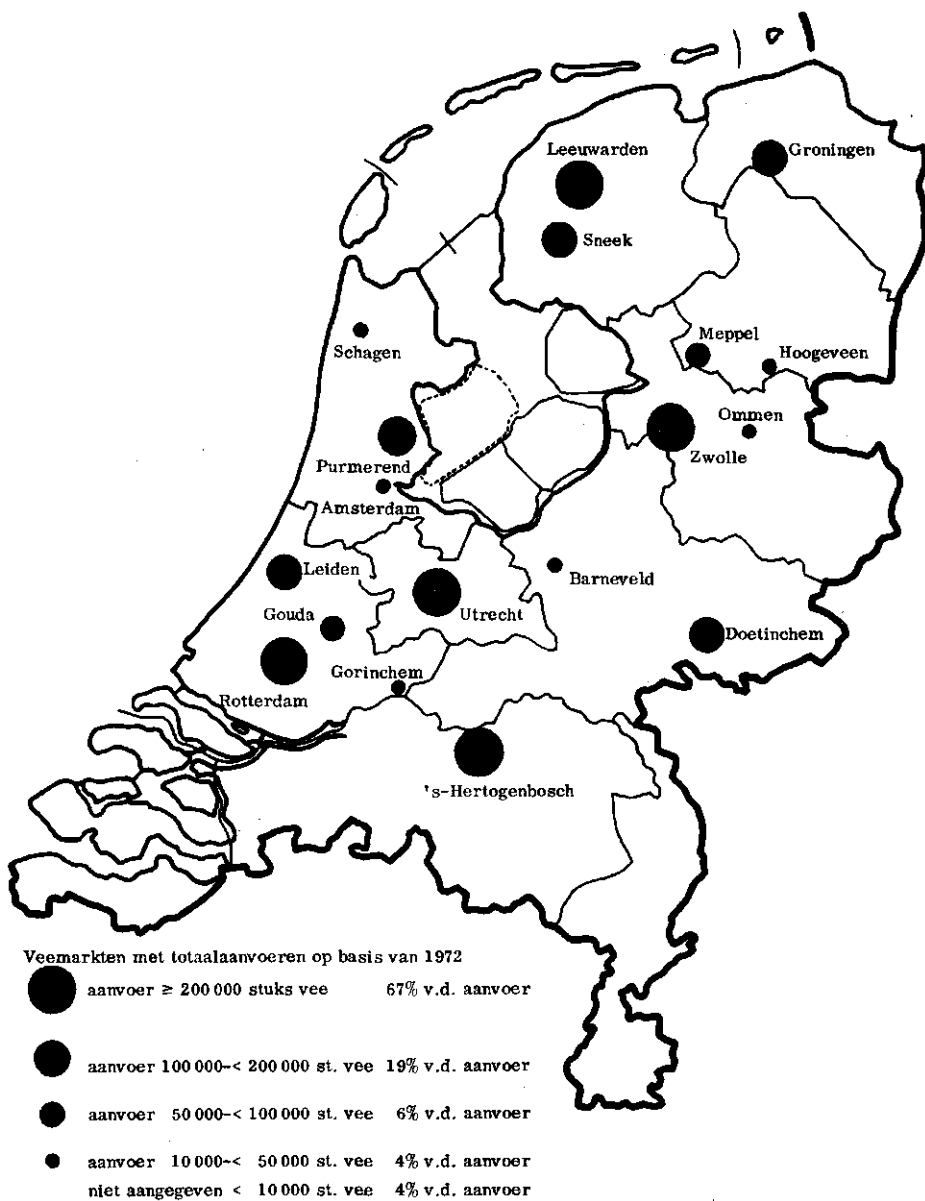 Leeuwarden
Groningen
Sneek
Schagen
Meppel
Hoogeveen
Ommen
Zwolle
Purmerend
Amsterdam
Leiden
Barneveld
Gouda
Utrecht
Doetinchem
Gorinchem
Rotterdam
's-Hertogenbosch
Veemarkten met totaalaanvoeren op basis van 1972
aanvoer ≥ 200 000 stuks vee 67% v.d. aanvoer
aanvoer 100 000-< 200 000 st. vee 19% v.d. aanvoer
aanvoer 50 000-< 100 000 st. vee 6% v.d. aanvoer
aanvoer 10 000-< 50 000 st. vee 4% v.d. aanvoer
niet aangegeven < 10 000 st. vee 4% v.d. aanvoer